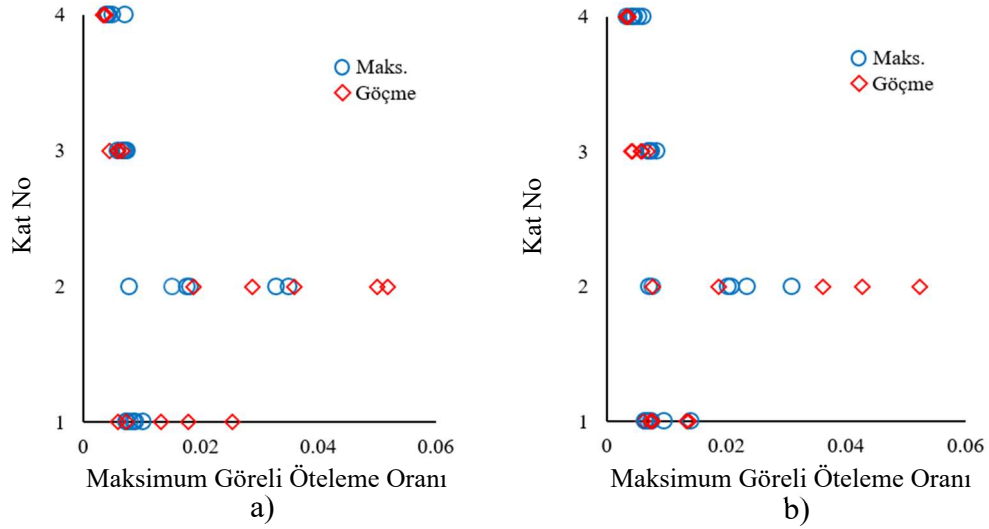 4
3
2
1
Kat No
Maks.
Göçme
0
0.02
0.04
0.06
Maksimum Göreli Öteleme Oranı
a)
4
3
2
1
Kat No
Maks.
Göçme
0
0.02
0.04
0.06
Maksimum Göreli Öteleme Oranı
b)